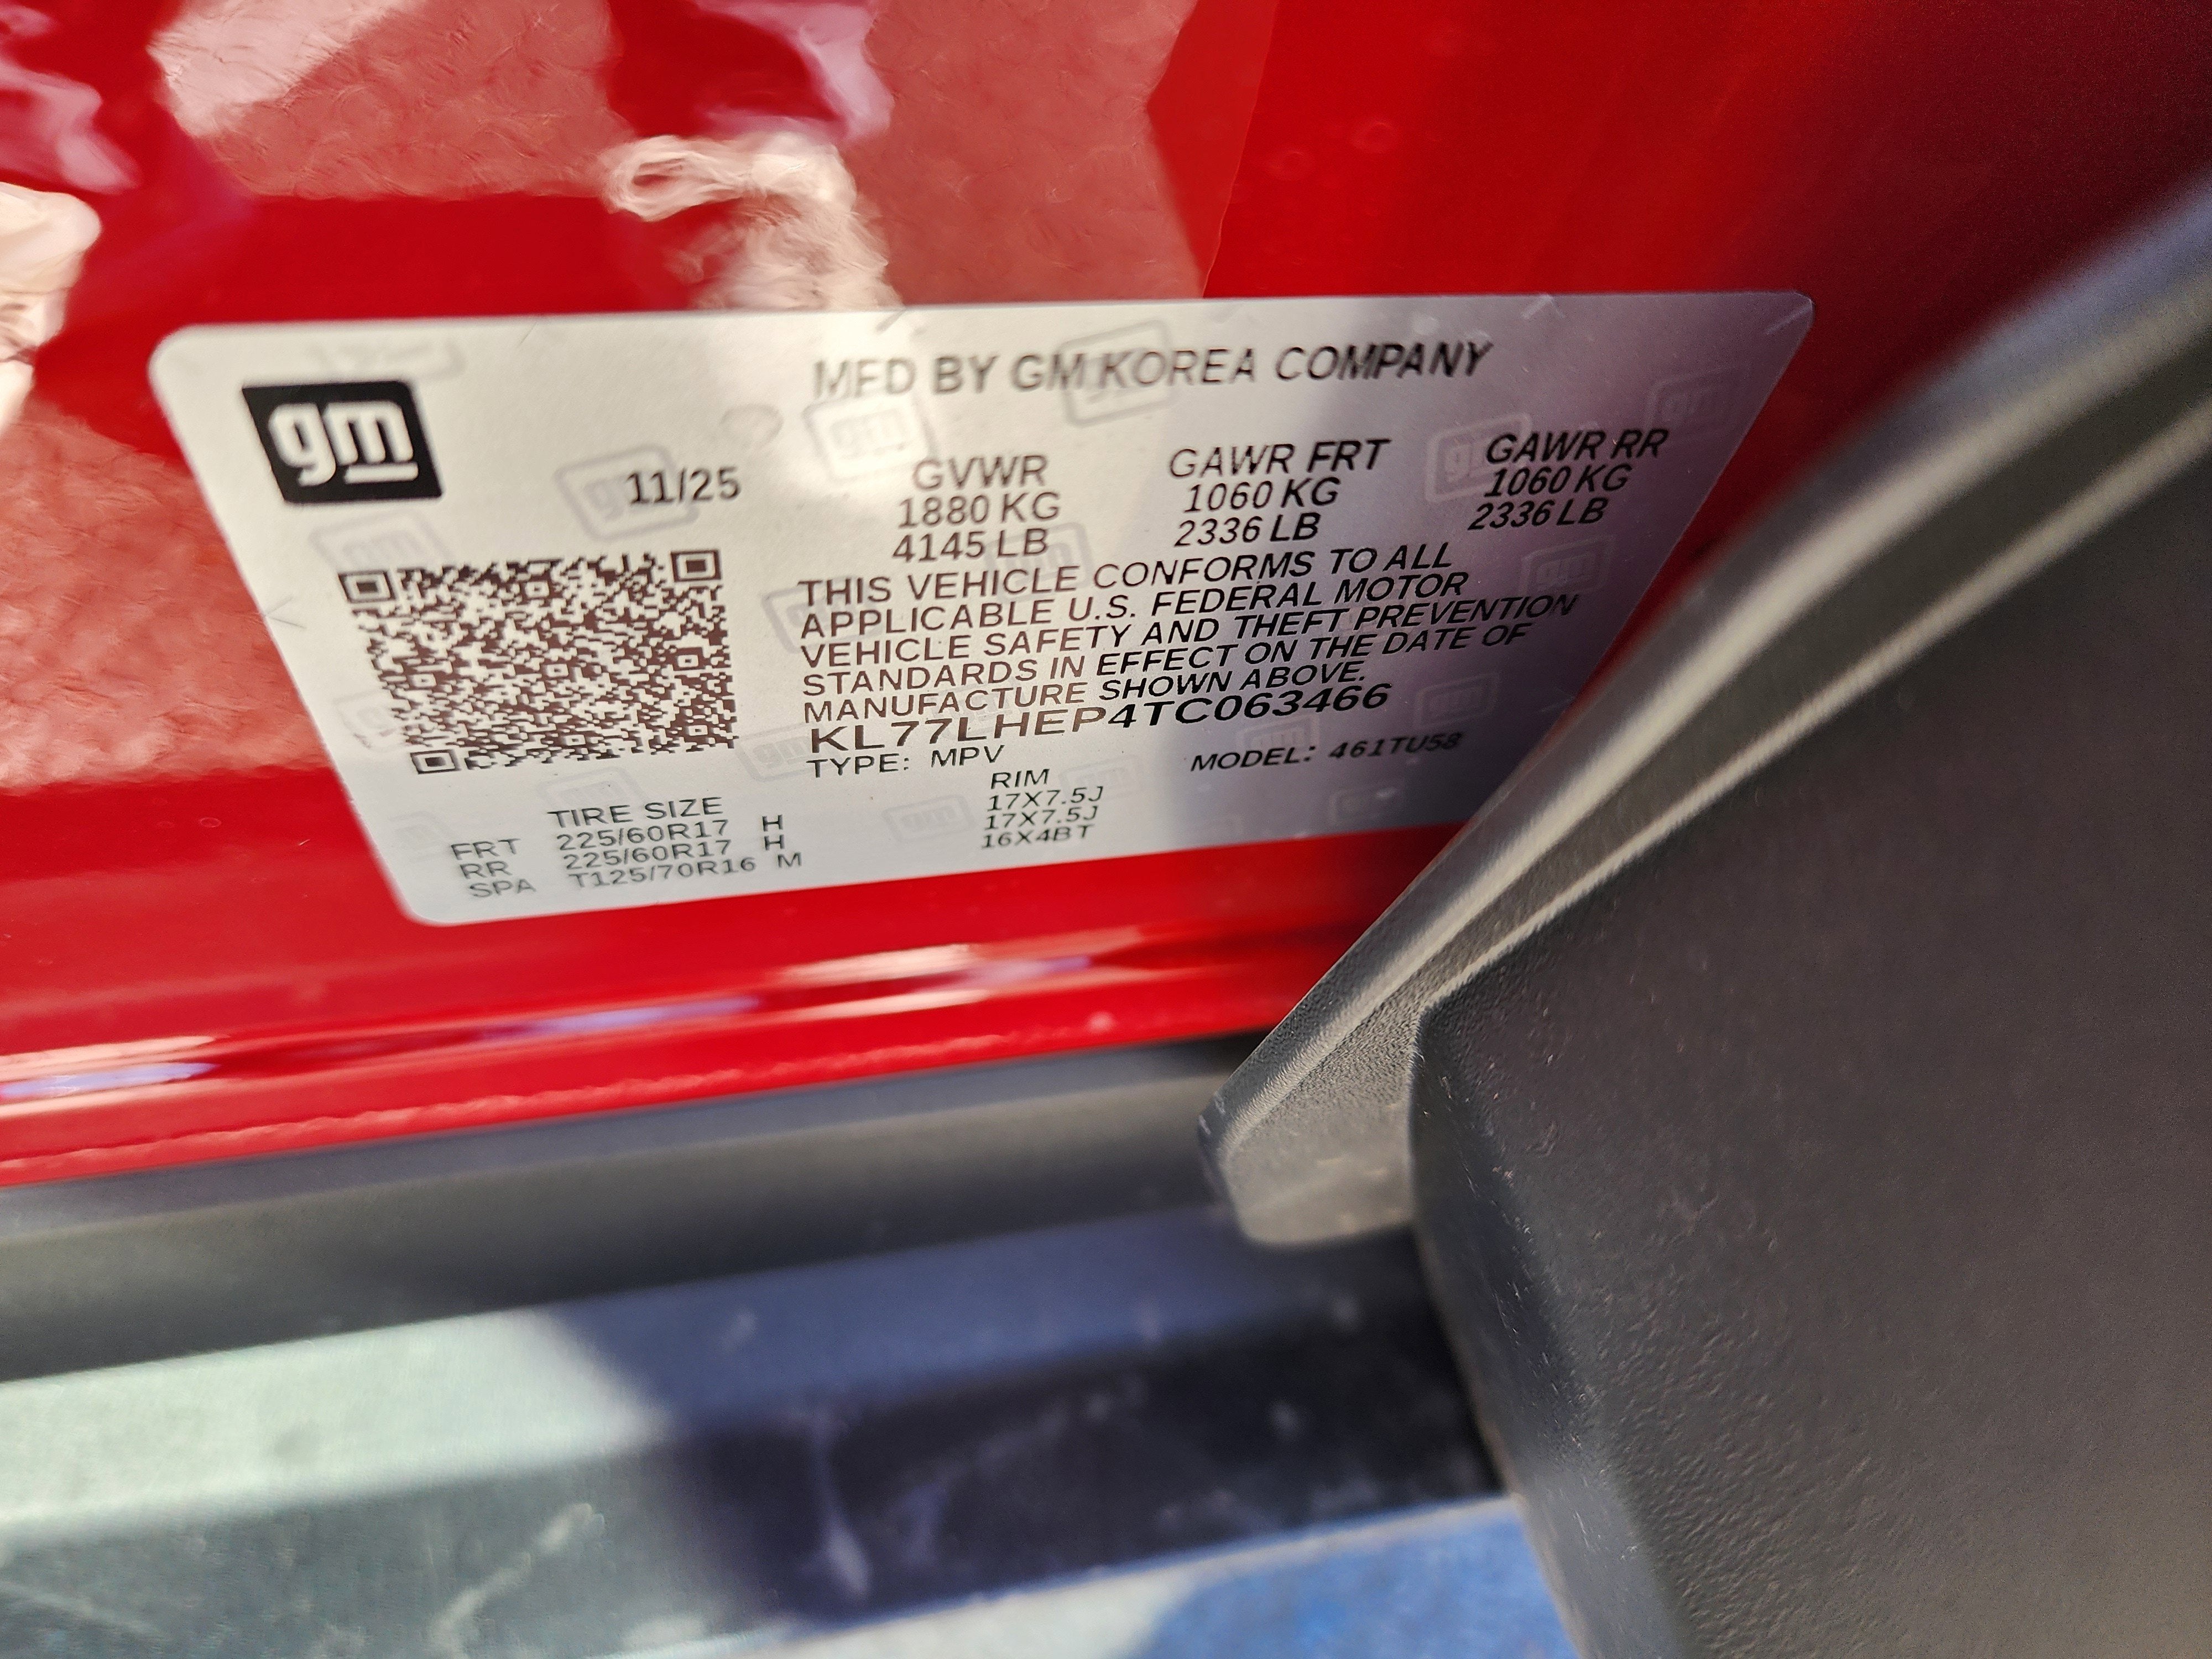 gm
MFD BY GM KOREA COMPANY
11/25
GVWR GAWR FRT GAWR RR
1880 KG 1060 KG 1060 KG
4145 LB 2336 LB 2336 LB
THIS VEHICLE CONFORMS TO ALL
APPLICABLE U.S. FEDERAL MOTOR
VEHICLE SAFETY AND THEFT PREVENTION
STANDARDS IN EFFECT ON THE DATE OF
MANUFACTURE SHOWN ABOVE.
KL77LHEP4TC063466
TYPE: MPV MODEL: 461TU58
TIRE SIZE RIM
FRT 225/60R17 H 17X7.5J
RR 225/60R17 H 17X7.5J
SPA T125/70R16 M 16X4BT